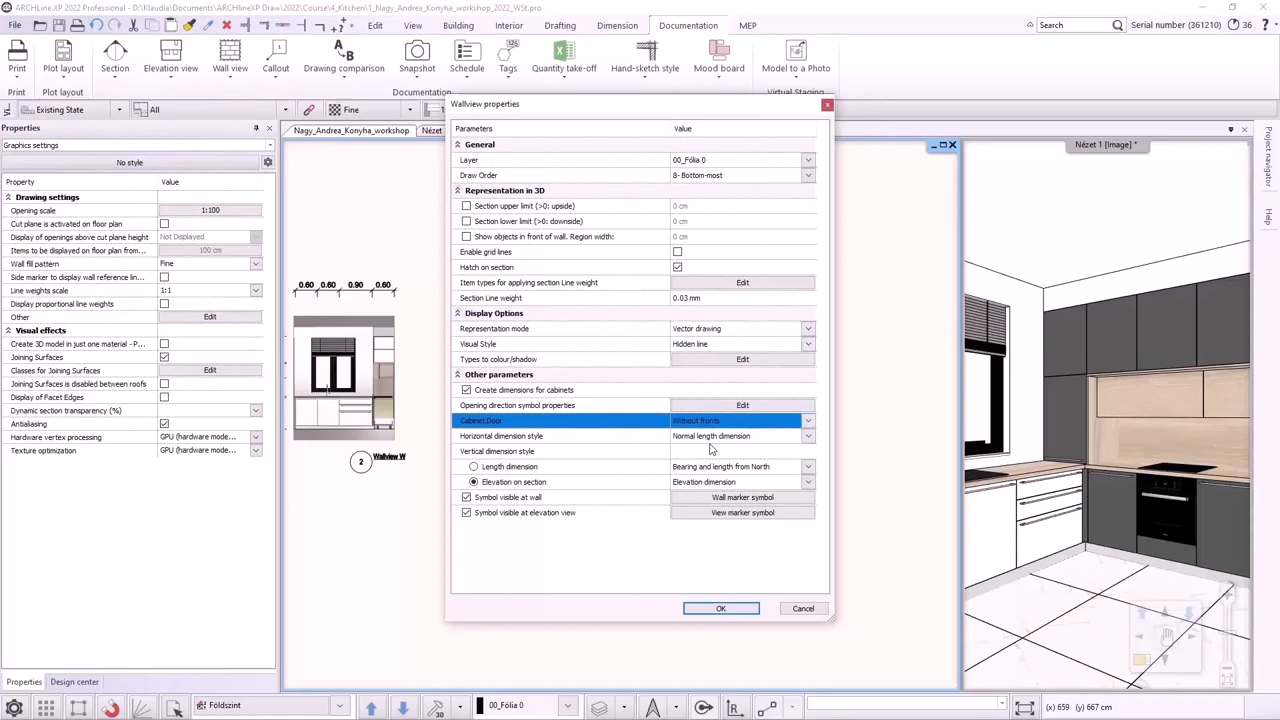 ARCHlineXP 2022 Professional - D:\Klaudia\Documents\ARCHlineXP Draw\2022\Course\4_Kitchen\1_Nagy_Andrea_Konyha_workshop_2022_WSt.pro
File Edit View Building Interior Drafting Dimension Documentation MEP Search Serial number (361210) 36 ?
Print Plot layout Section Elevation view Wall view Callout Drawing comparison Snapshot Schedule Tags Quantity take-off Hand-sketch style Mood board Model to a Photo
Print Plot layout Documentation Virtual Staging
Existing State All Fine
Properties
Graphics settings
No style
Property Value
Drawing settings
Opening scale 1:100
Cut plane is activated on floor plan
Display of openings above cut plane height Not Displayed
Items to be displayed on floor plan from... 100 cm
Wall fill pattern Fine
Side marker to display wall reference lin...
Line weights scale 1:1
Display proportional line weights
Other Edit
Visual effects
Create 3D model in just one material - P...
Joining Surfaces
Classes for Joining Surfaces Edit
Joining Surfaces is disabled between roofs
Display of Facet Edges
Dynamic section transparency (%)
Antialiasing
Hardware vertex processing GPU (hardware mode...
Texture optimization GPU (hardware mode...
Properties Design center
Nagy_Andrea_Konyha_workshop Nézet
0.60 0.60 0.90 0.60
2 Wallview W
Wallview properties
Parameters Value
General
Layer 00_Fólia 0
Draw Order 8- Bottom-most
Representation in 3D
Section upper limit (>0: upside) 0 cm
Section lower limit (>0: downside) 0 cm
Show objects in front of wall. Region width: 0 cm
Enable grid lines
Hatch on section
Item types for applying section Line weight Edit
Section Line weight 0.03 mm
Display Options
Representation mode Vector drawing
Visual Style Hidden line
Types to colour/shadow Edit
Other parameters
Create dimensions for cabinets
Opening direction symbol properties Edit
Cabinet Door Without fronts
Horizontal dimension style Normal length dimension
Vertical dimension style
Length dimension Bearing and length from North
Elevation on section Elevation dimension
Symbol visible at wall Wall marker symbol
Symbol visible at elevation view View marker symbol
OK Cancel
Nézet 1 [Image] *
Project navigator
Help
Földszint 00_Fólia 0 (x) 659 (y) 667 cm